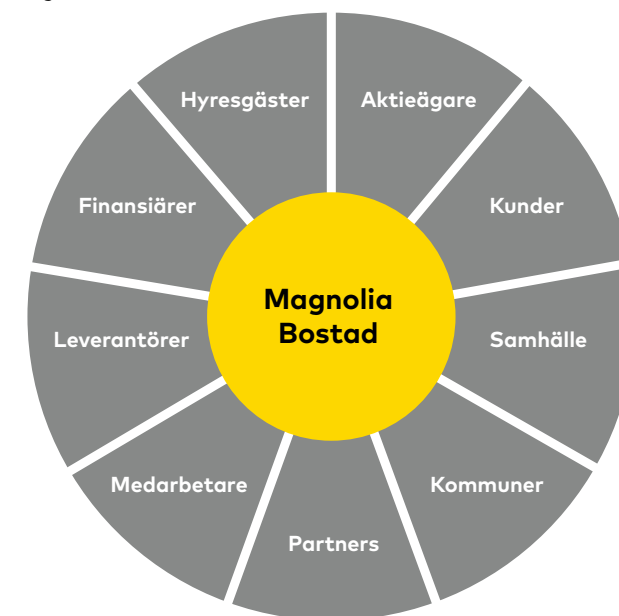 Hyresgäster
Aktieägare
Finansiärer
Kunder
Magnolia
Bostad
Leverantörer
Samhälle
Medarbetare
Kommuner
Partners